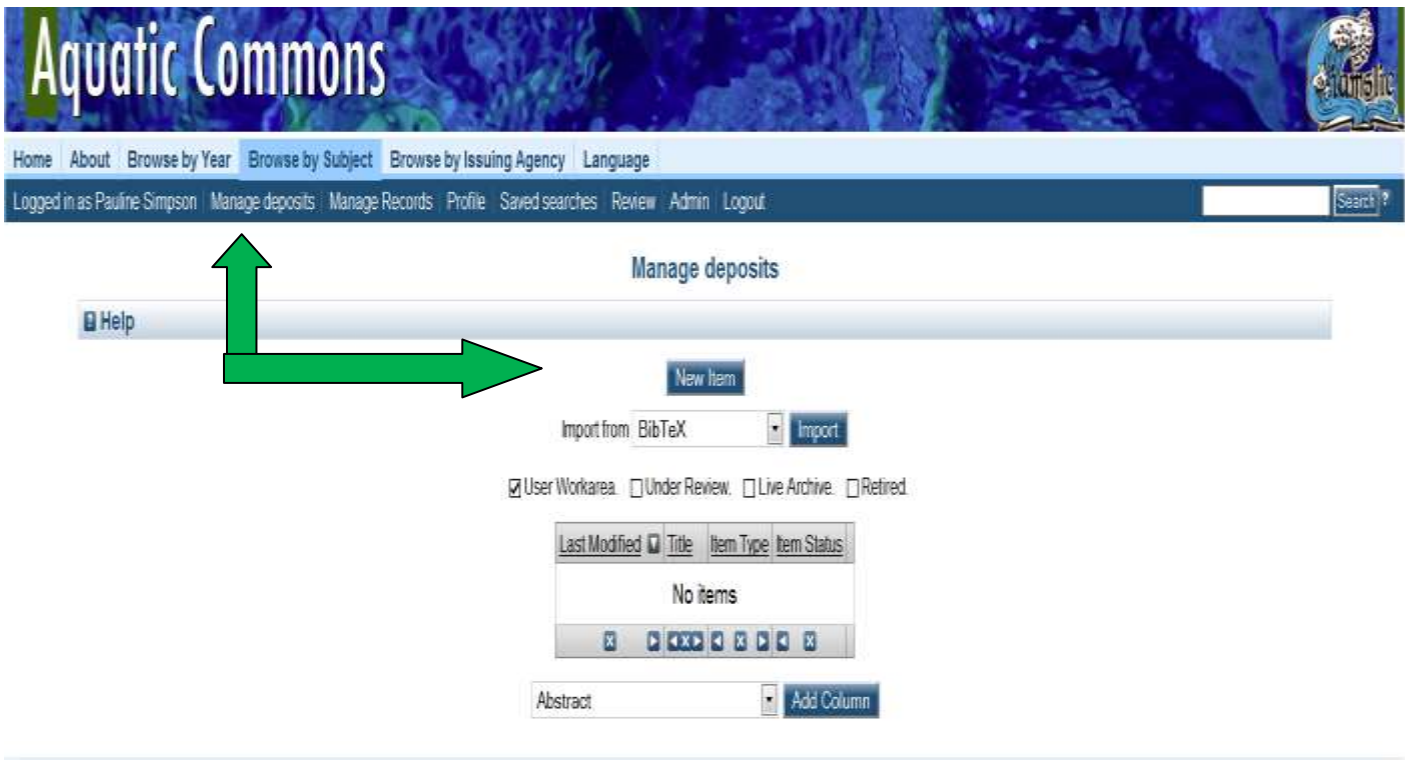 Aquatic Commons
Home About Browse by Year Browse by Subject Browse by Issuing Agency Language
Logged in as Pauline Simpson Manage deposits Manage Records Profile Saved searches Review Admin Logout Search ?
Manage deposits
? Help
New Item
Import from BibTeX Import
User Workarea. Under Review. Live Archive. Retired.
Last Modified Title Item Type Item Status
No items
Abstract Add Column